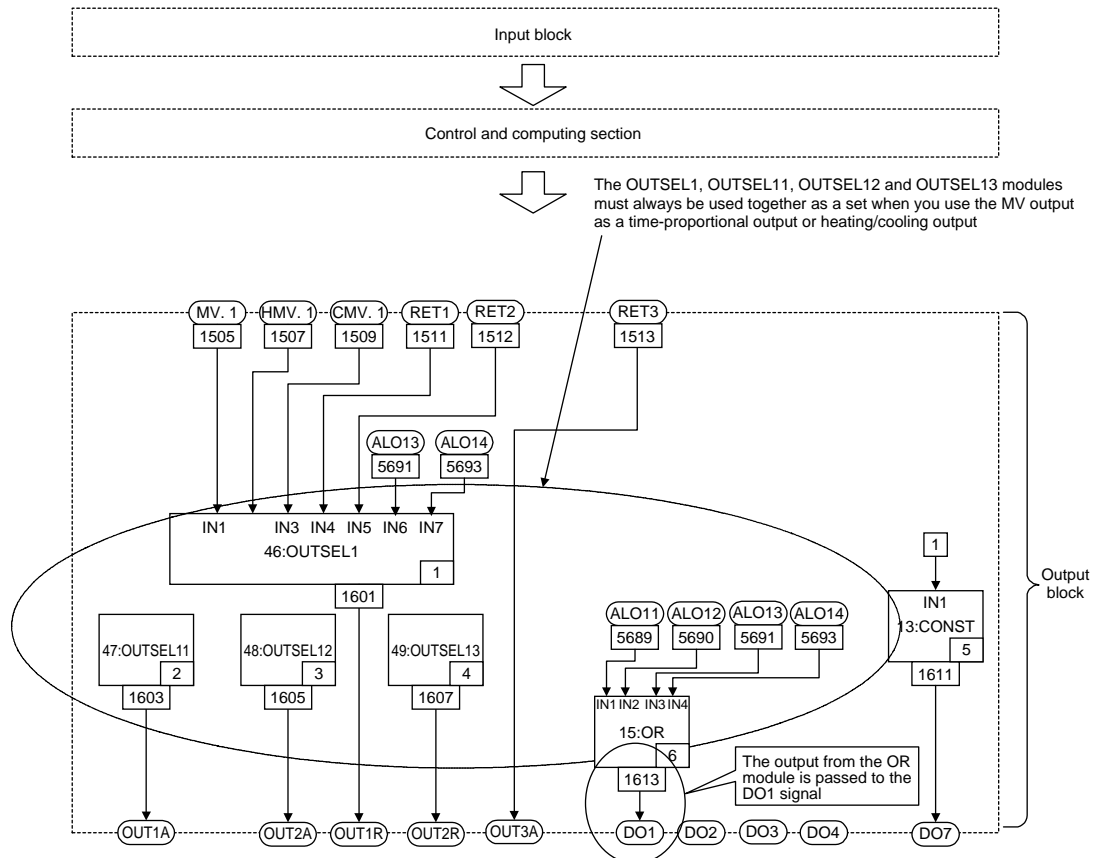 Input block
Control and computing section
The OUTSEL1, OUTSEL11, OUTSEL12 and OUTSEL13 modules
must always be used together as a set when you use the MV output
as a time-proportional output or heating/cooling output
MV. 1 HMV. 1 CMV. 1 RET1 RET2 RET3
1505 1507 1509 1511 1512 1513
ALO13 ALO14
5691 5693
IN1 IN3 IN4 IN5 IN6 IN7
46:OUTSEL1
1
1601
1
IN1
13:CONST
5
1611
Output
block
ALO11 ALO12 ALO13 ALO14
5689 5690 5691 5693
47:OUTSEL11 48:OUTSEL12 49:OUTSEL13
2 3 4
1603 1605 1607
IN1 IN2 IN3 IN4
15:OR
6
1613
The output from the OR
module is passed to the
DO1 signal
OUT1A OUT2A OUT1R OUT2R OUT3A DO1 DO2 DO3 DO4 DO7